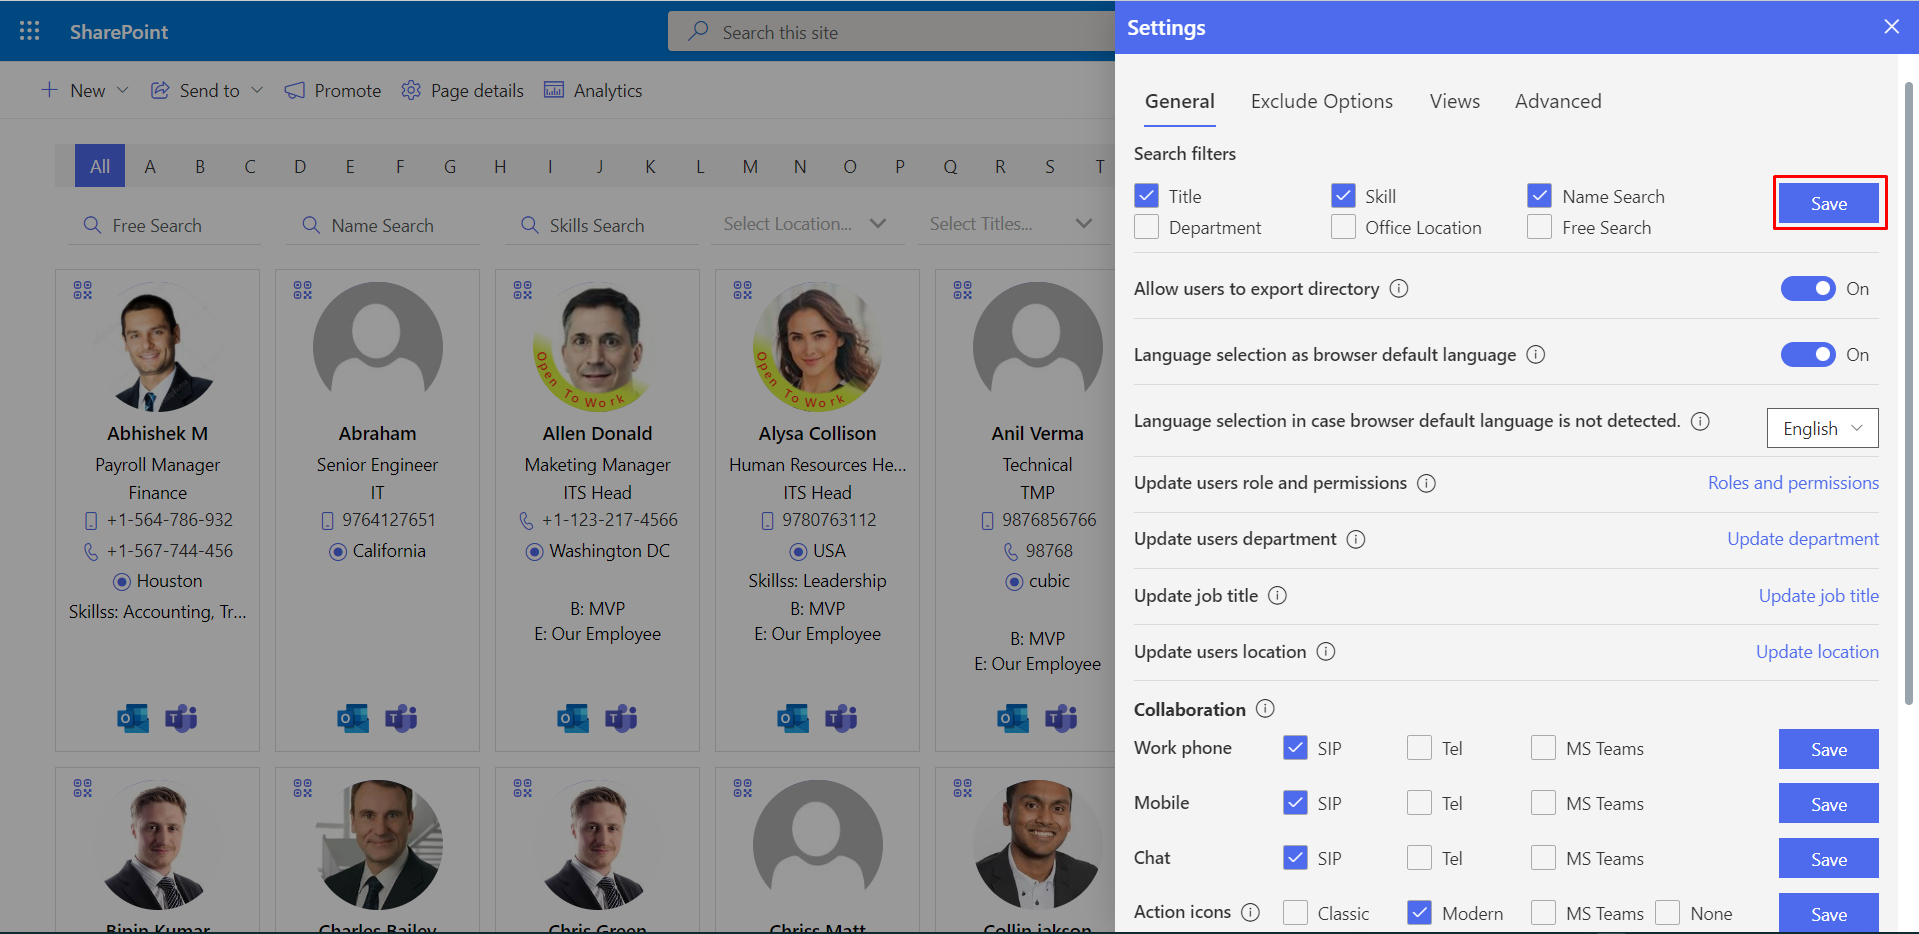 SharePoint
Search this site
New
Send to
Promote
Page details
Analytics
All A B C D E F G H I J K L M N O P Q R S T
Free Search
Name Search
Skills Search
Select Location...
Select Titles...
Open To Work
Open To Work
Abhishek M
Payroll Manager
Finance
+1-564-786-932
+1-567-744-456
Houston
Skillss: Accounting, Tr...
Abraham
Senior Engineer
IT
9764127651
California
Allen Donald
Maketing Manager
ITS Head
+1-123-217-4566
Washington DC
B: MVP
E: Our Employee
Alysa Collison
Human Resources He...
ITS Head
9780763112
USA
Skillss: Leadership
B: MVP
E: Our Employee
Anil Verma
Technical
TMP
9876856766
98768
cubic
B: MVP
E: Our Employee
Bipin Kumar
Charles Bailey
Chris Green
Chriss Matt
Collin jakson
Settings
General
Exclude Options
Views
Advanced
Search filters
Title
Skill
Name Search
Department
Office Location
Free Search
Save
Allow users to export directory
On
Language selection as browser default language
On
Language selection in case browser default language is not detected.
English
Update users role and permissions
Roles and permissions
Update users department
Update department
Update job title
Update job title
Update users location
Update location
Collaboration
Work phone
SIP
Tel
MS Teams
Save
Mobile
SIP
Tel
MS Teams
Save
Chat
SIP
Tel
MS Teams
Save
Action icons
Classic
Modern
MS Teams
None
Save